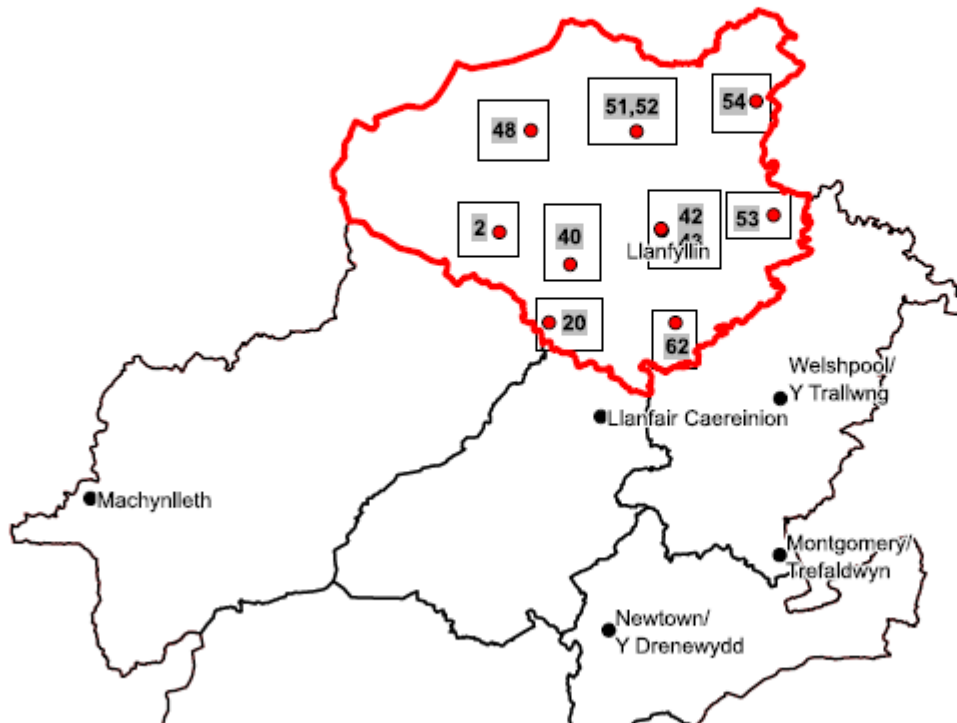 51,52
54
48
2
40
42
43
53
Llanfyllin
20
62
Welshpool/
Y Trallwng
Llanfair Caereinion
Machynlleth
Montgomery/
Trefaldwyn
Newtown/
Y Drenewydd